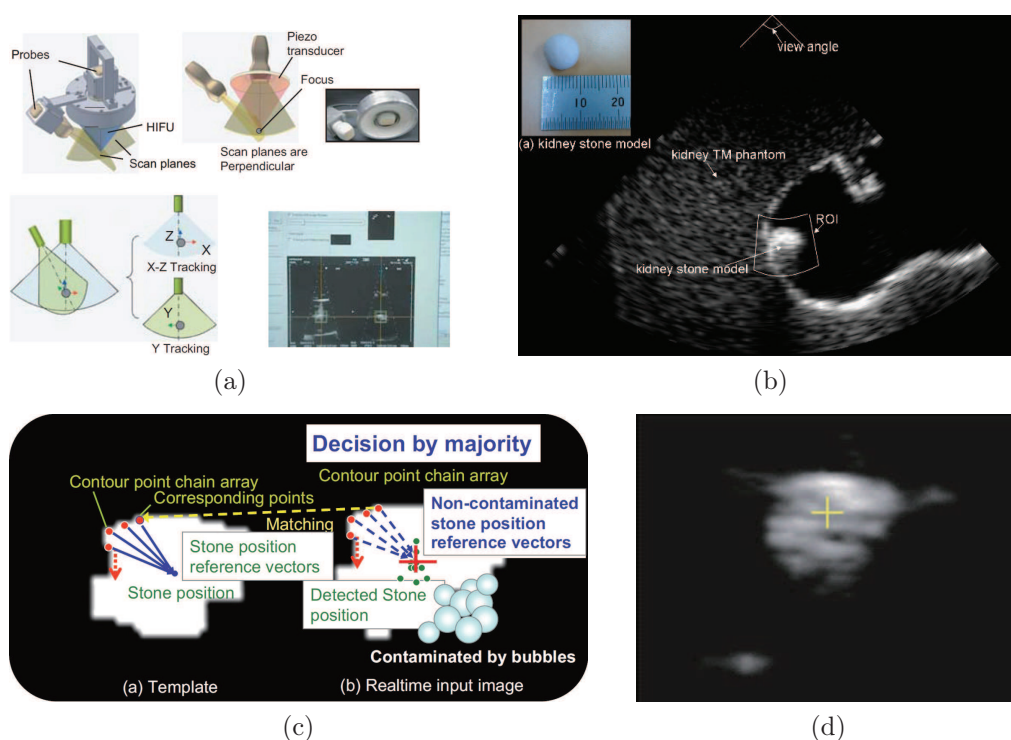 Probes
HIFU
Scan planes
Piezo
transducer
Focus
Scan planes are
Perpendicular
Z
X
X-Z Tracking
Y
Y Tracking
(a)
view angle
10 20
(a) kidney stone model
kidney TM phantom
ROI
kidney stone model
(b)
Decision by majority
Contour point chain array
Contour point chain array
Corresponding points
Matching
Non-contaminated
stone position
reference vectors
Stone position
reference vectors
Stone position
Detected Stone
position
Contaminated by bubbles
(a) Template
(b) Realtime input image
(c)
(d)